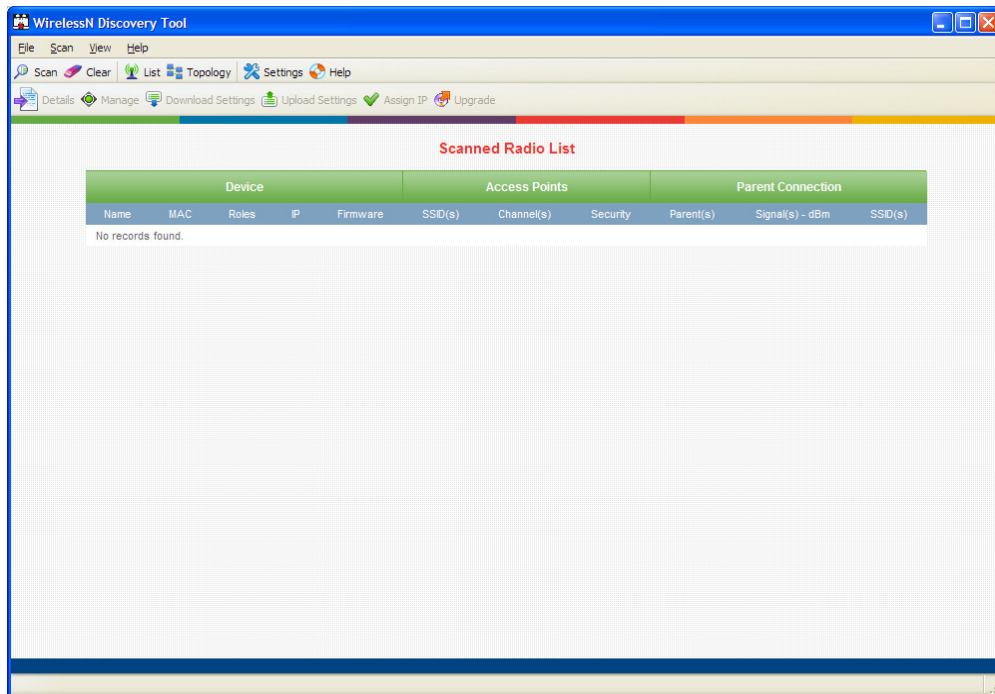 WirelessN Discovery Tool
File Scan View Help
Scan Clear List Topology Settings Help
Details Manage Download Settings Upload Settings Assign IP Upgrade
Scanned Radio List
Device Access Points Parent Connection
Name MAC Roles IP Firmware SSID(s) Channel(s) Security Parent(s) Signal(s) - dBm SSID(s)
No records found.